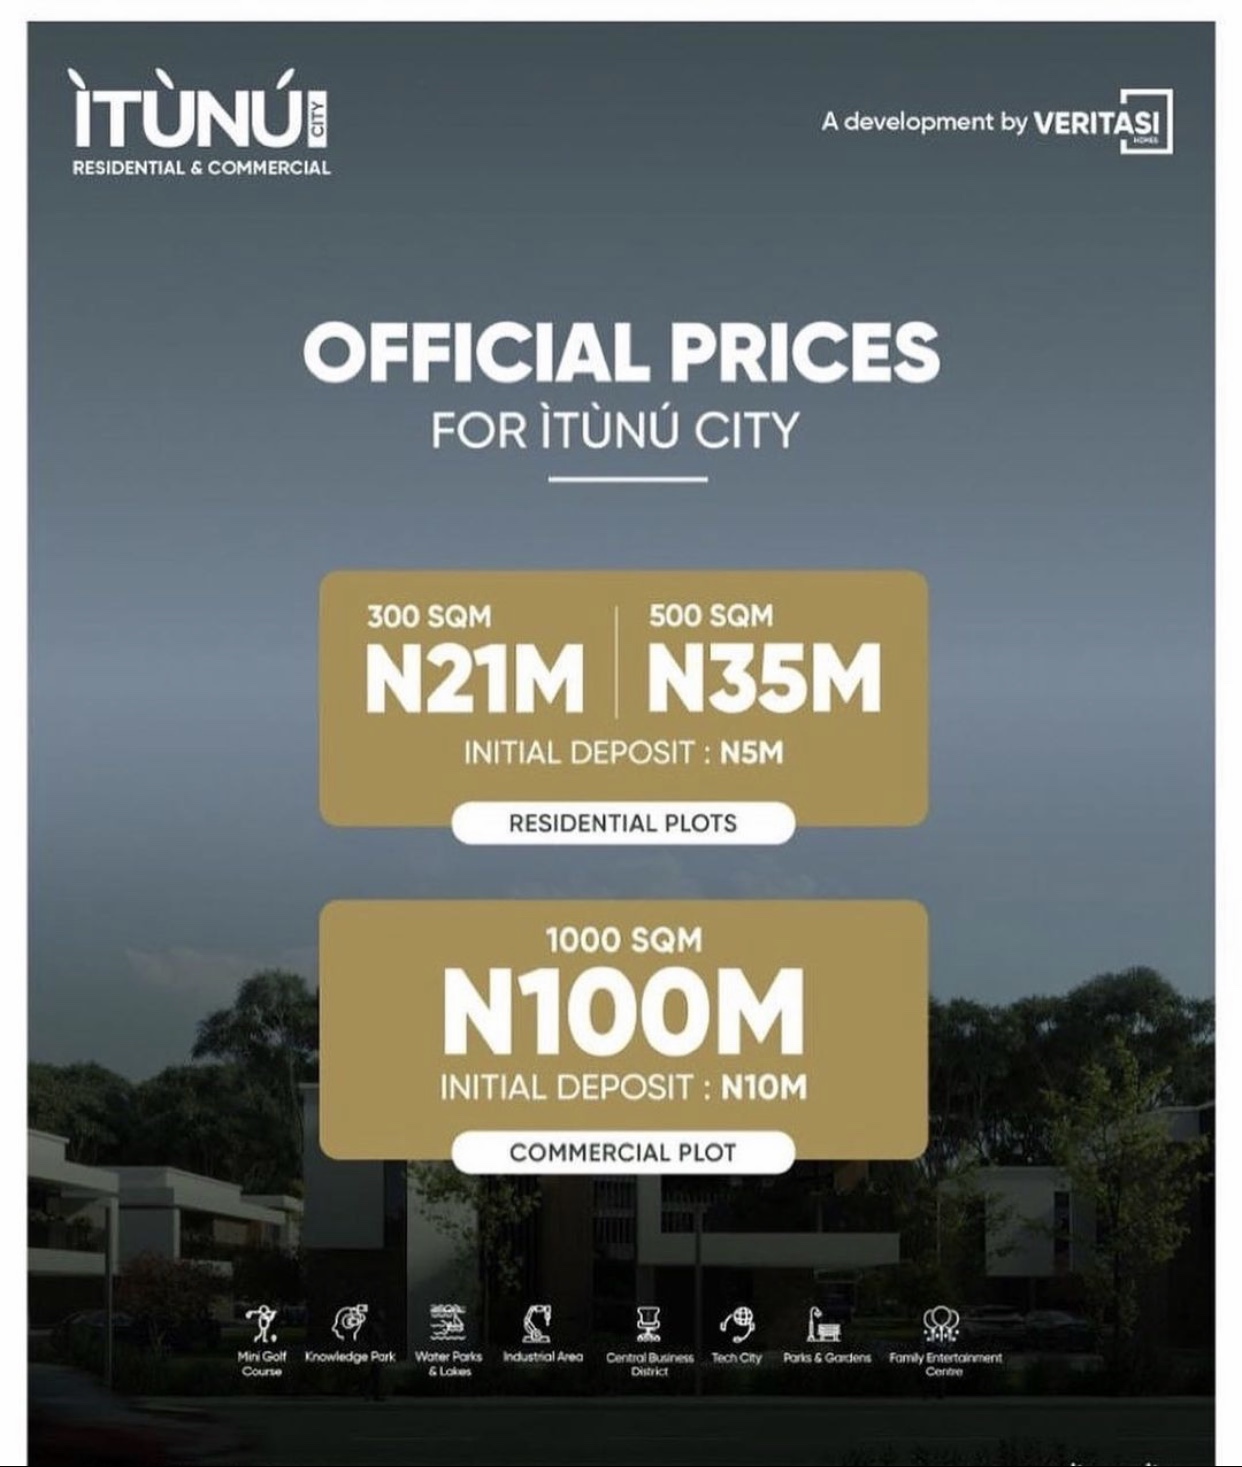 ÌTÙNÚ CITY
RESIDENTIAL & COMMERCIAL
A development by VERITASI
HOMES
OFFICIAL PRICES
FOR ÌTÙNÚ CITY
300 SQM
N21M
500 SQM
N35M
INITIAL DEPOSIT : N5M
RESIDENTIAL PLOTS
1000 SQM
N100M
INITIAL DEPOSIT : N10M
COMMERCIAL PLOT
Mini Golf
Course
Knowledge Park
Water Parks
& Lakes
Industrial Area
Central Business
District
Tech City
Parks & Gardens
Family Entertainment
Centre